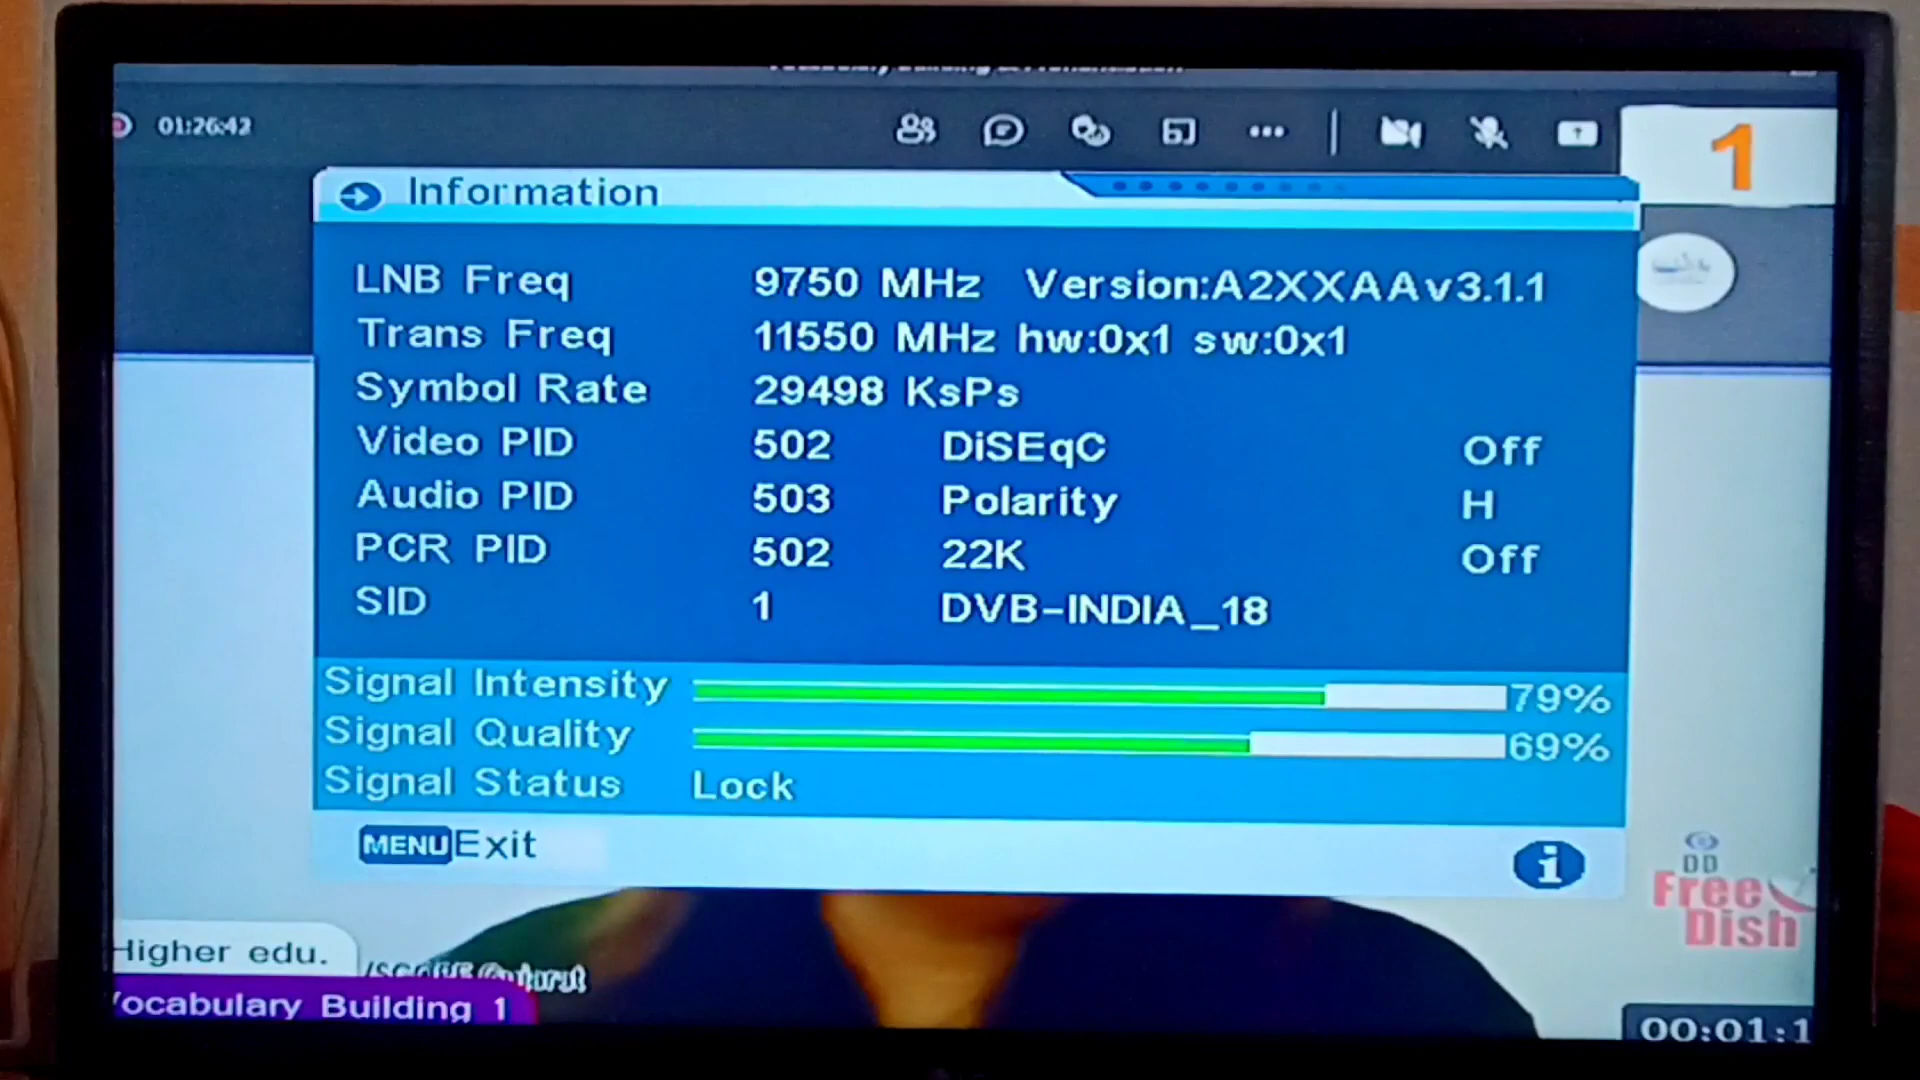 01:26:42
1
Information
LNB Freq 9750 MHz Version:A2XXAAv3.1.1
Trans Freq 11550 MHz hw:0x1 sw:0x1
Symbol Rate 29498 KsPs
Video PID 502 DiSEqC Off
Audio PID 503 Polarity H
PCR PID 502 22K Off
SID 1 DVB-INDIA_18
Signal Intensity 79%
Signal Quality 69%
Signal Status Lock
MENU Exit
i
DD
Free
Dish
Higher edu.
Vocabulary Building 1
00:01:1